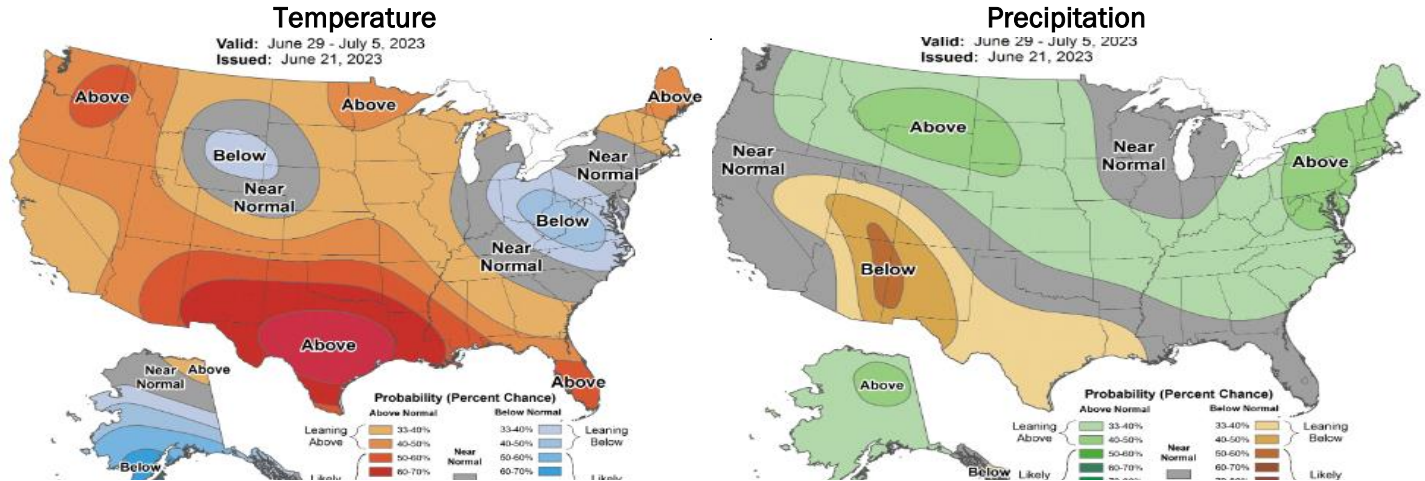 Temperature
Valid: June 29 - July 5, 2023
Issued: June 21, 2023
Above
Above
Above
Below
Near
Normal
Near
Normal
Below
Near
Normal
Above
Above
Near
Normal
Above
Below
Probability (Percent Chance)
Above Normal
Below Normal
Leaning
Above
33-40%
40-50%
50-60%
60-70%
Likely
Near
Normal
33-40%
40-50%
50-60%
60-70%
Leaning
Below
Likely
Precipitation
Valid: June 29 - July 5, 2023
Issued: June 21, 2023
Near
Normal
Above
Near
Normal
Above
Below
Above
Below
Probability (Percent Chance)
Above Normal
Below Normal
Leaning
Above
33-40%
40-50%
50-60%
60-70%
Likely
Near
Normal
33-40%
40-50%
50-60%
60-70%
Leaning
Below
Likely